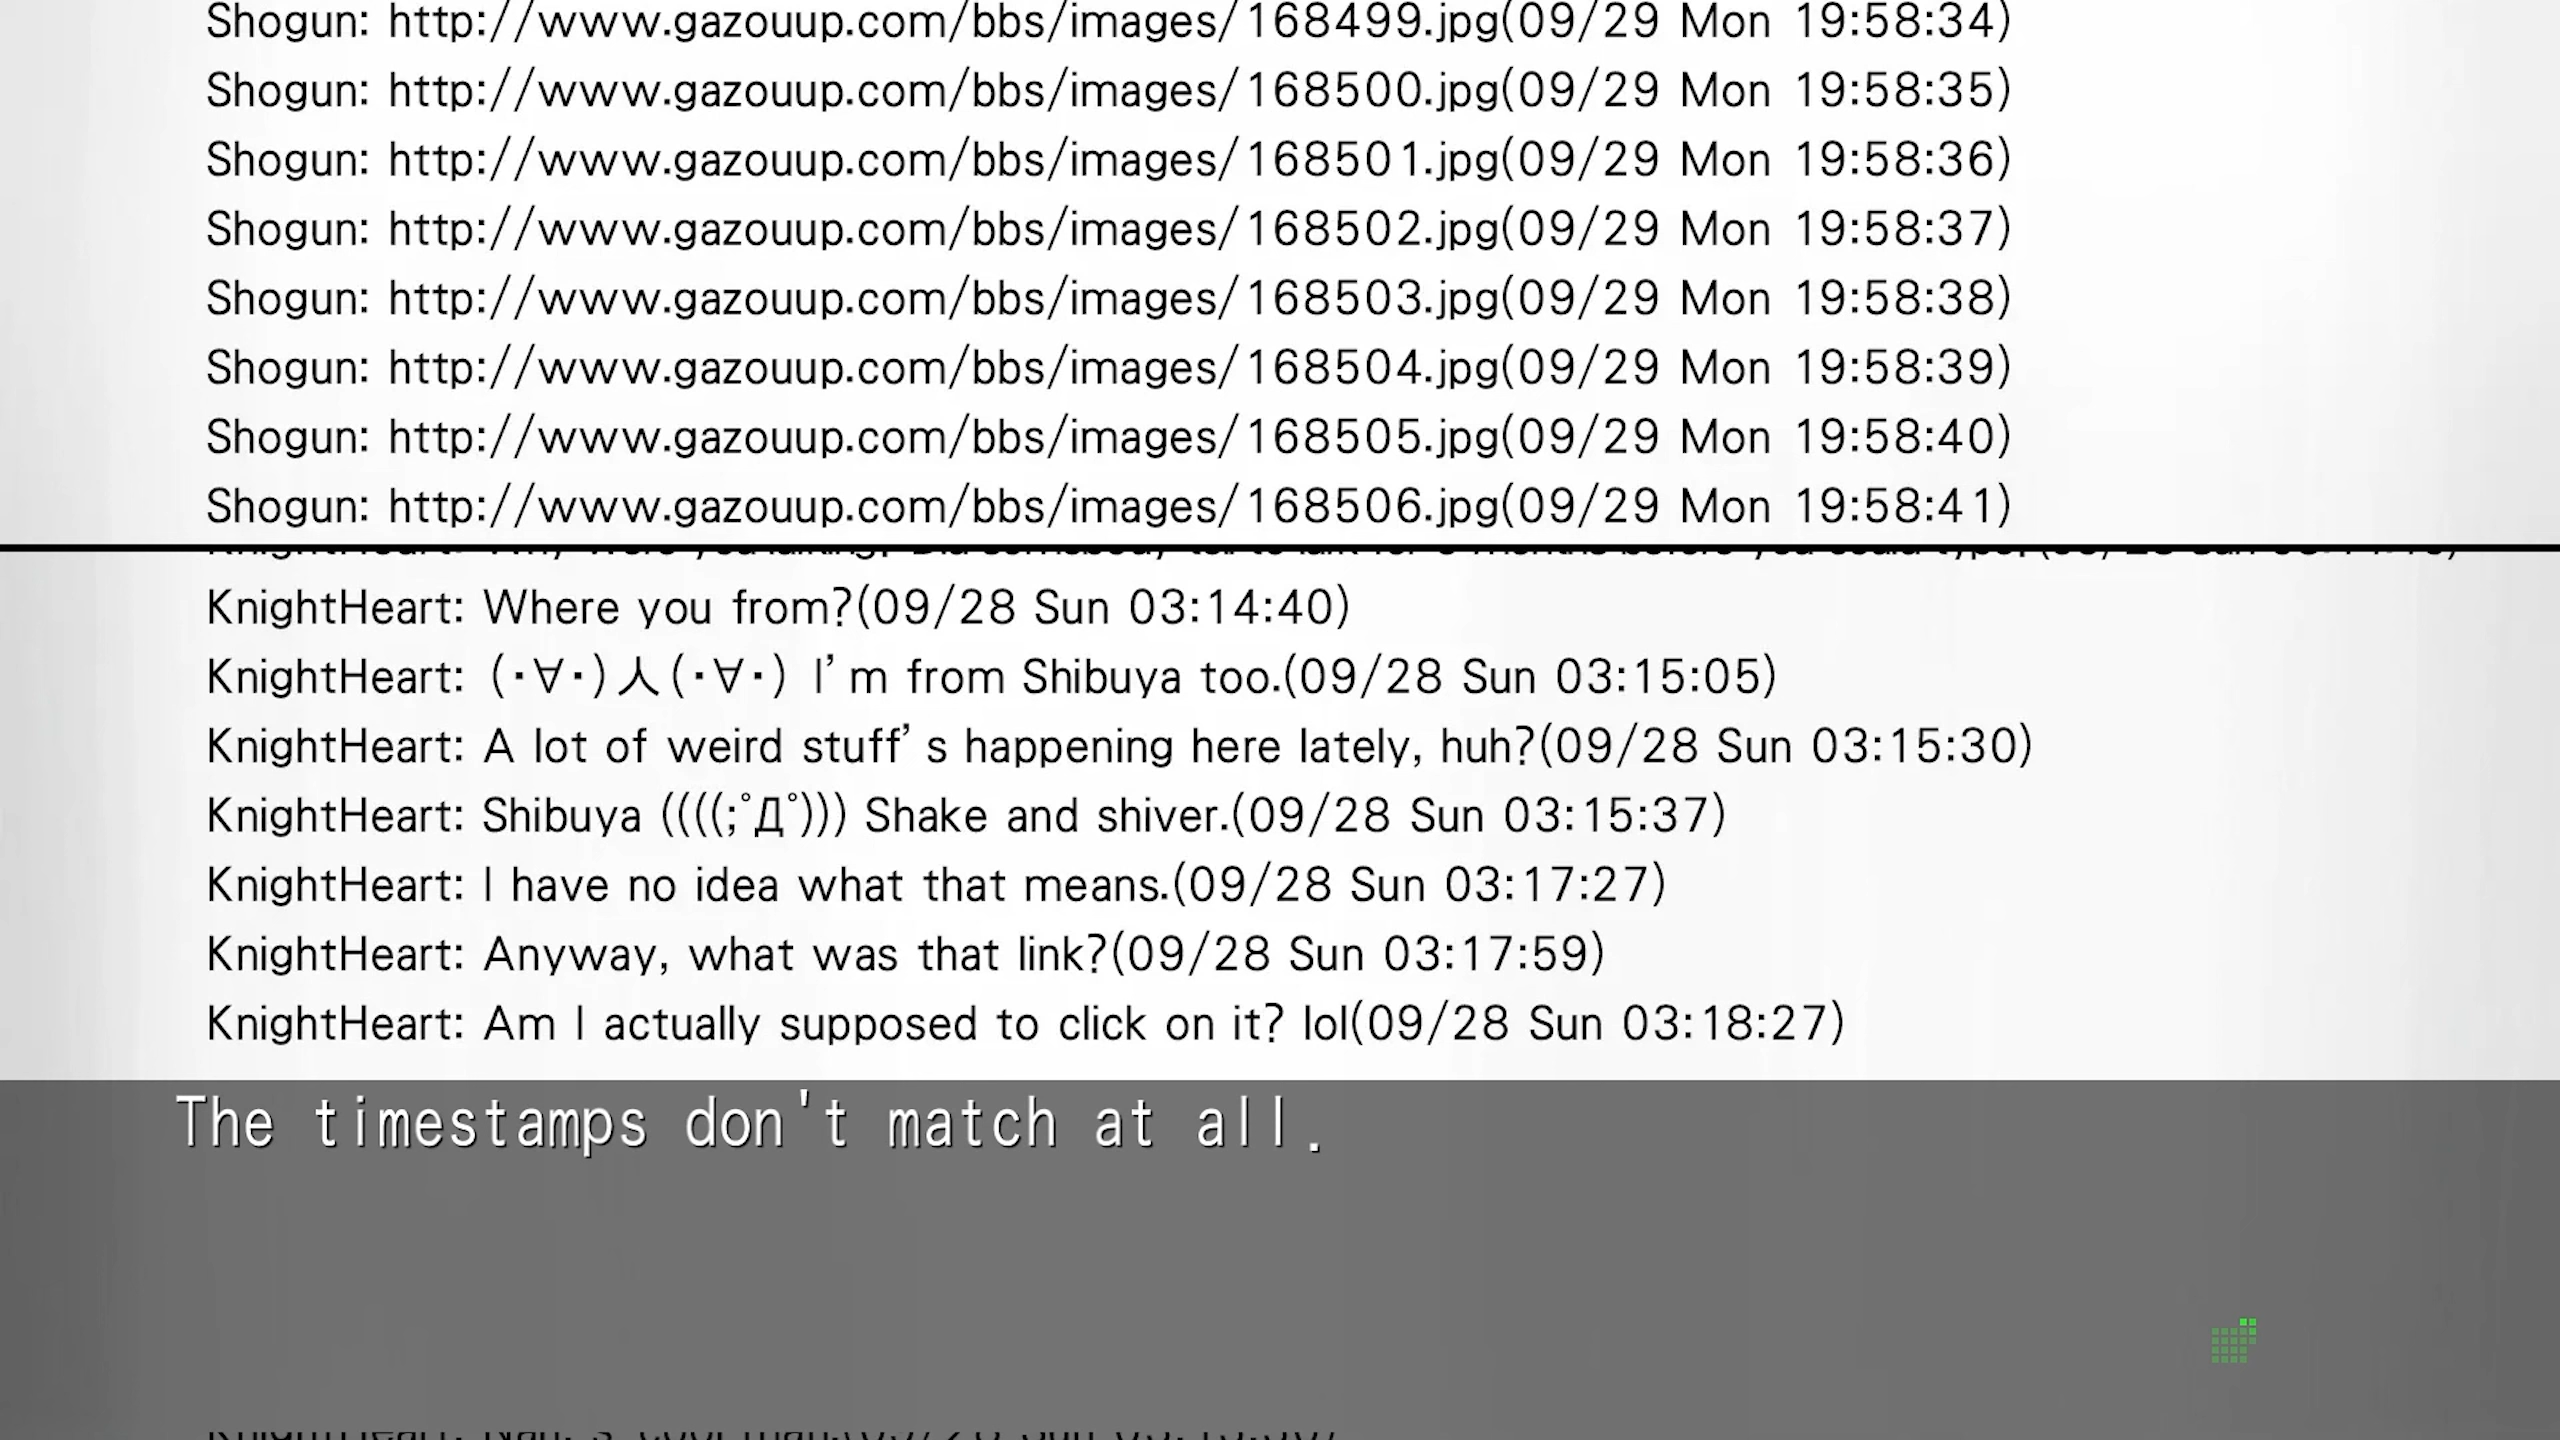 Shogun: http://www.gazouup.com/bbs/images/168499.jpg(09/29 Mon 19:58:34)
Shogun: http://www.gazouup.com/bbs/images/168500.jpg(09/29 Mon 19:58:35)
Shogun: http://www.gazouup.com/bbs/images/168501.jpg(09/29 Mon 19:58:36)
Shogun: http://www.gazouup.com/bbs/images/168502.jpg(09/29 Mon 19:58:37)
Shogun: http://www.gazouup.com/bbs/images/168503.jpg(09/29 Mon 19:58:38)
Shogun: http://www.gazouup.com/bbs/images/168504.jpg(09/29 Mon 19:58:39)
Shogun: http://www.gazouup.com/bbs/images/168505.jpg(09/29 Mon 19:58:40)
Shogun: http://www.gazouup.com/bbs/images/168506.jpg(09/29 Mon 19:58:41)
KnightHeart: Where you from?(09/28 Sun 03:14:40)
KnightHeart: (・∀・)人(・∀・) I’m from Shibuya too.(09/28 Sun 03:15:05)
KnightHeart: A lot of weird stuff’s happening here lately, huh?(09/28 Sun 03:15:30)
KnightHeart: Shibuya ((((;ﾟДﾟ))) Shake and shiver.(09/28 Sun 03:15:37)
KnightHeart: I have no idea what that means.(09/28 Sun 03:17:27)
KnightHeart: Anyway, what was that link?(09/28 Sun 03:17:59)
KnightHeart: Am I actually supposed to click on it? lol(09/28 Sun 03:18:27)
The timestamps don't match at all.